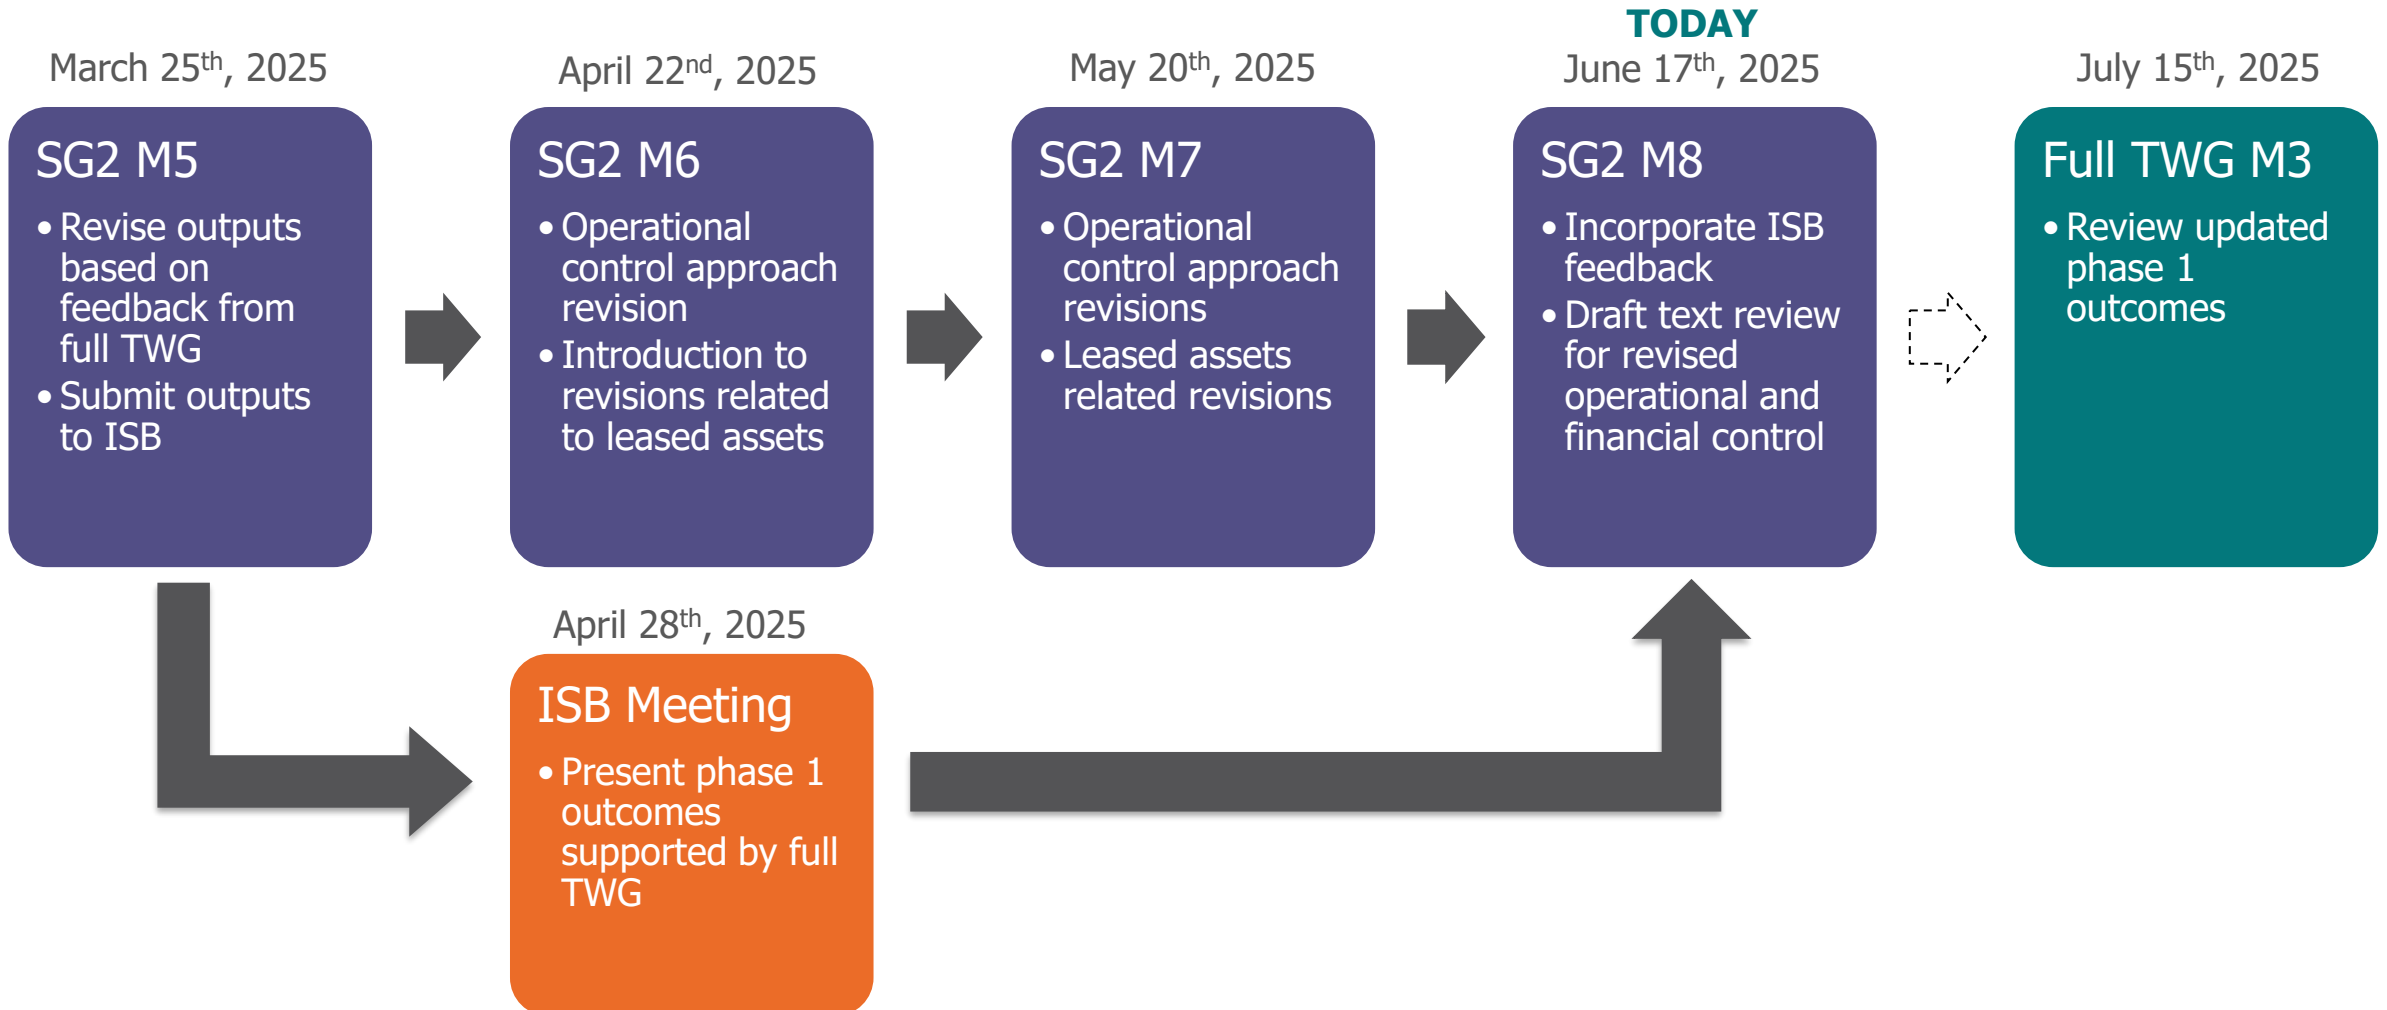 March 25th, 2025
SG2 M5
• Revise outputs
based on
feedback from
full TWG
• Submit outputs
to ISB
April 22nd, 2025
SG2 M6
• Operational
control approach
revision
• Introduction to
revisions related
to leased assets
May 20th, 2025
SG2 M7
• Operational
control approach
revisions
• Leased assets
related revisions
TODAY
June 17th, 2025
SG2 M8
• Incorporate ISB
feedback
• Draft text review
for revised
operational and
financial control
July 15th, 2025
Full TWG M3
• Review updated
phase 1
outcomes
April 28th, 2025
ISB Meeting
• Present phase 1
outcomes
supported by full
TWG